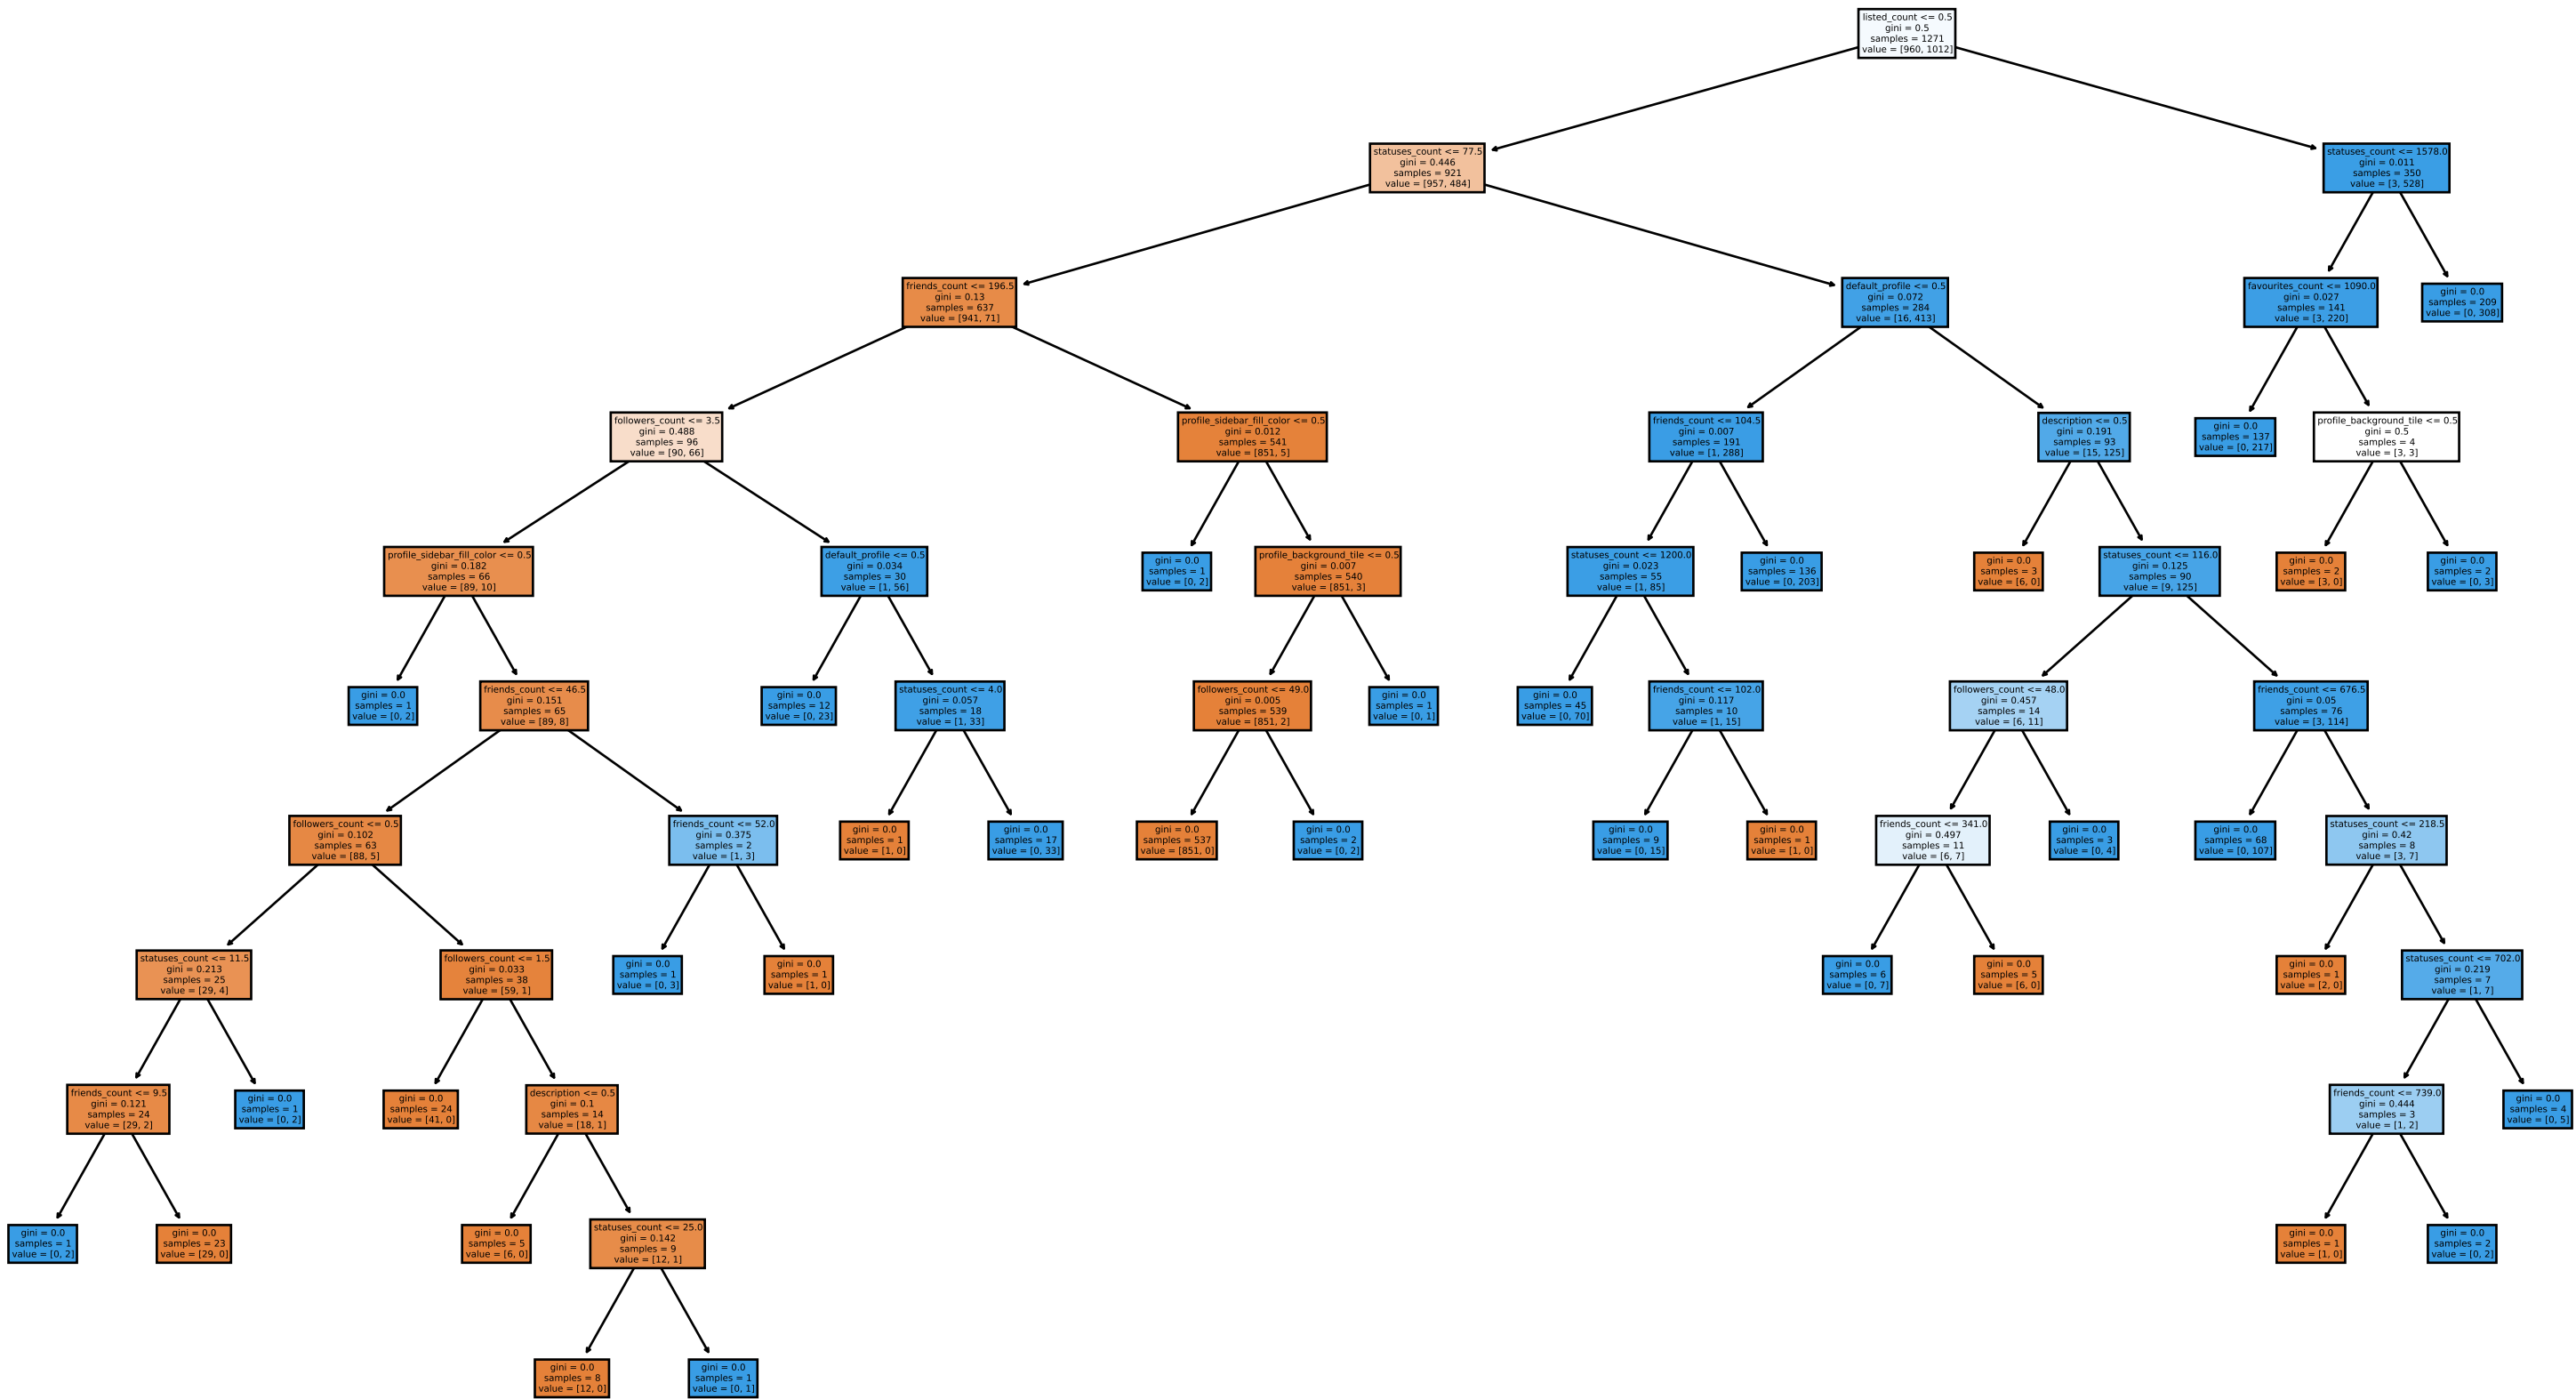 listed_count <= 0.5
gini = 0.5
samples = 1271
value = [960, 1012]
statuses_count <= 77.5
gini = 0.446
samples = 921
value = [957, 484]
statuses_count <= 1578.0
gini = 0.011
samples = 350
value = [3, 528]
friends_count <= 196.5
gini = 0.13
samples = 637
value = [941, 71]
default_profile <= 0.5
gini = 0.072
samples = 284
value = [16, 413]
favourites_count <= 1090.0
gini = 0.027
samples = 141
value = [3, 220]
gini = 0.0
samples = 209
value = [0, 308]
followers_count <= 3.5
gini = 0.488
samples = 96
value = [90, 66]
profile_sidebar_fill_color <= 0.5
gini = 0.012
samples = 541
value = [851, 5]
friends_count <= 104.5
gini = 0.007
samples = 191
value = [1, 288]
description <= 0.5
gini = 0.191
samples = 93
value = [15, 125]
gini = 0.0
samples = 137
value = [0, 217]
profile_background_tile <= 0.5
gini = 0.5
samples = 4
value = [3, 3]
profile_sidebar_fill_color <= 0.5
gini = 0.182
samples = 66
value = [89, 10]
default_profile <= 0.5
gini = 0.034
samples = 30
value = [1, 56]
gini = 0.0
samples = 1
value = [0, 2]
profile_background_tile <= 0.5
gini = 0.007
samples = 540
value = [851, 3]
statuses_count <= 1200.0
gini = 0.023
samples = 55
value = [1, 85]
gini = 0.0
samples = 136
value = [0, 203]
gini = 0.0
samples = 3
value = [6, 0]
statuses_count <= 116.0
gini = 0.125
samples = 90
value = [9, 125]
gini = 0.0
samples = 2
value = [3, 0]
gini = 0.0
samples = 2
value = [0, 3]
gini = 0.0
samples = 1
value = [0, 2]
friends_count <= 46.5
gini = 0.151
samples = 65
value = [89, 8]
gini = 0.0
samples = 12
value = [0, 23]
statuses_count <= 4.0
gini = 0.057
samples = 18
value = [1, 33]
followers_count <= 49.0
gini = 0.005
samples = 539
value = [851, 2]
gini = 0.0
samples = 1
value = [0, 1]
gini = 0.0
samples = 45
value = [0, 70]
friends_count <= 102.0
gini = 0.117
samples = 10
value = [1, 15]
followers_count <= 48.0
gini = 0.457
samples = 14
value = [6, 11]
friends_count <= 676.5
gini = 0.05
samples = 76
value = [3, 114]
followers_count <= 0.5
gini = 0.102
samples = 63
value = [88, 5]
friends_count <= 52.0
gini = 0.375
samples = 2
value = [1, 3]
gini = 0.0
samples = 1
value = [1, 0]
gini = 0.0
samples = 17
value = [0, 33]
gini = 0.0
samples = 537
value = [851, 0]
gini = 0.0
samples = 2
value = [0, 2]
gini = 0.0
samples = 9
value = [0, 15]
gini = 0.0
samples = 1
value = [1, 0]
friends_count <= 341.0
gini = 0.497
samples = 11
value = [6, 7]
gini = 0.0
samples = 3
value = [0, 4]
gini = 0.0
samples = 68
value = [0, 107]
statuses_count <= 218.5
gini = 0.42
samples = 8
value = [3, 7]
statuses_count <= 11.5
gini = 0.213
samples = 25
value = [29, 4]
followers_count <= 1.5
gini = 0.033
samples = 38
value = [59, 1]
gini = 0.0
samples = 1
value = [0, 3]
gini = 0.0
samples = 1
value = [1, 0]
gini = 0.0
samples = 6
value = [0, 7]
gini = 0.0
samples = 5
value = [6, 0]
gini = 0.0
samples = 1
value = [2, 0]
statuses_count <= 702.0
gini = 0.219
samples = 7
value = [1, 7]
friends_count <= 9.5
gini = 0.121
samples = 24
value = [29, 2]
gini = 0.0
samples = 1
value = [0, 2]
gini = 0.0
samples = 24
value = [41, 0]
description <= 0.5
gini = 0.1
samples = 14
value = [18, 1]
friends_count <= 739.0
gini = 0.444
samples = 3
value = [1, 2]
gini = 0.0
samples = 4
value = [0, 5]
gini = 0.0
samples = 1
value = [0, 2]
gini = 0.0
samples = 23
value = [29, 0]
gini = 0.0
samples = 5
value = [6, 0]
statuses_count <= 25.0
gini = 0.142
samples = 9
value = [12, 1]
gini = 0.0
samples = 1
value = [1, 0]
gini = 0.0
samples = 2
value = [0, 2]
gini = 0.0
samples = 8
value = [12, 0]
gini = 0.0
samples = 1
value = [0, 1]